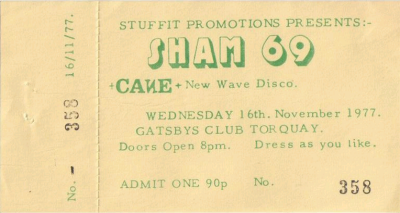 16/11/77.
No. - 358
STUFFIT PROMOTIONS PRESENTS:-
SHAM 69
+CANE+ New Wave Disco.
WEDNESDAY 16th. November 1977.
GATSBYS CLUB TORQUAY.
Doors Open 8pm. Dress as you like.
ADMIT ONE 90p No. 358